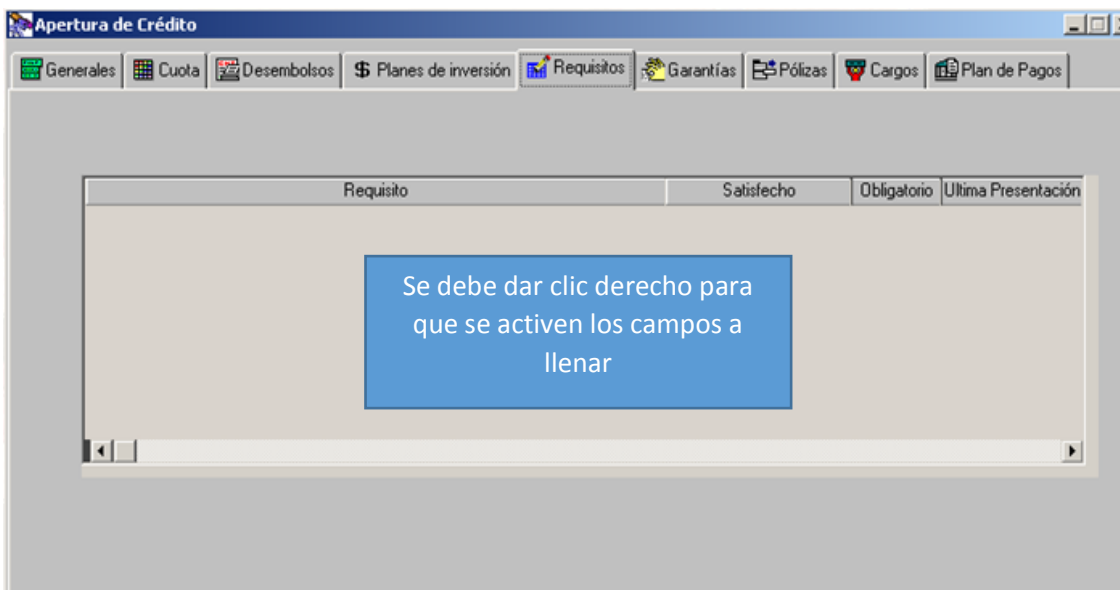 Apertura de Crédito
Generales Cuota Desembolsos $ Planes de inversión Requisitos Garantías Pólizas Cargos Plan de Pagos
Requisito Satisfecho Obligatorio Ultima Presentación
Se debe dar clic derecho para
que se activen los campos a
llenar